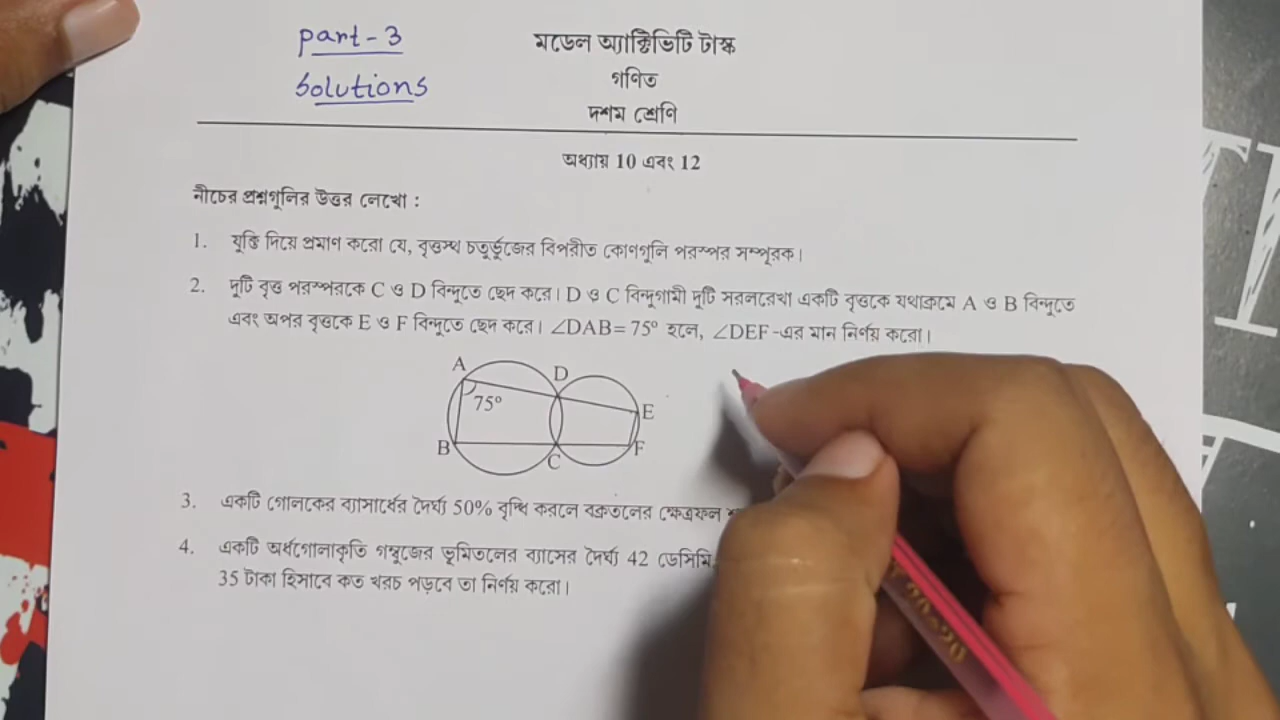 part-3
Solutions
মডেল অ্যাক্টিভিটি টাস্ক
গণিত
দশম শ্রেণি
অধ্যায় 10 এবং 12
নীচের প্রশ্নগুলির উত্তর লেখো :
1. যুক্তি দিয়ে প্রমাণ করো যে, বৃত্তস্থ চতুর্ভুজের বিপরীত কোণগুলি পরস্পর সম্পূরক।
2. দুটি বৃত্ত পরস্পরকে C ও D বিন্দুতে ছেদ করে। D ও C বিন্দুগামী দুটি সরলরেখা একটি বৃত্তকে যথাক্রমে A ও B বিন্দুতে
এবং অপর বৃত্তকে E ও F বিন্দুতে ছেদ করে। ∠DAB= 75° হলে, ∠DEF -এর মান নির্ণয় করো।
A
D
75°
E
B
C
F
3. একটি গোলকের ব্যাসার্ধের দৈর্ঘ্য 50% বৃদ্ধি করলে বক্রতলের ক্ষেত্রফল
4. একটি অর্ধগোলাকৃতি গম্বুজের ভূমিতলের ব্যাসের দৈর্ঘ্য 42 ডেসিমি.
35 টাকা হিসাবে কত খরচ পড়বে তা নির্ণয় করো।